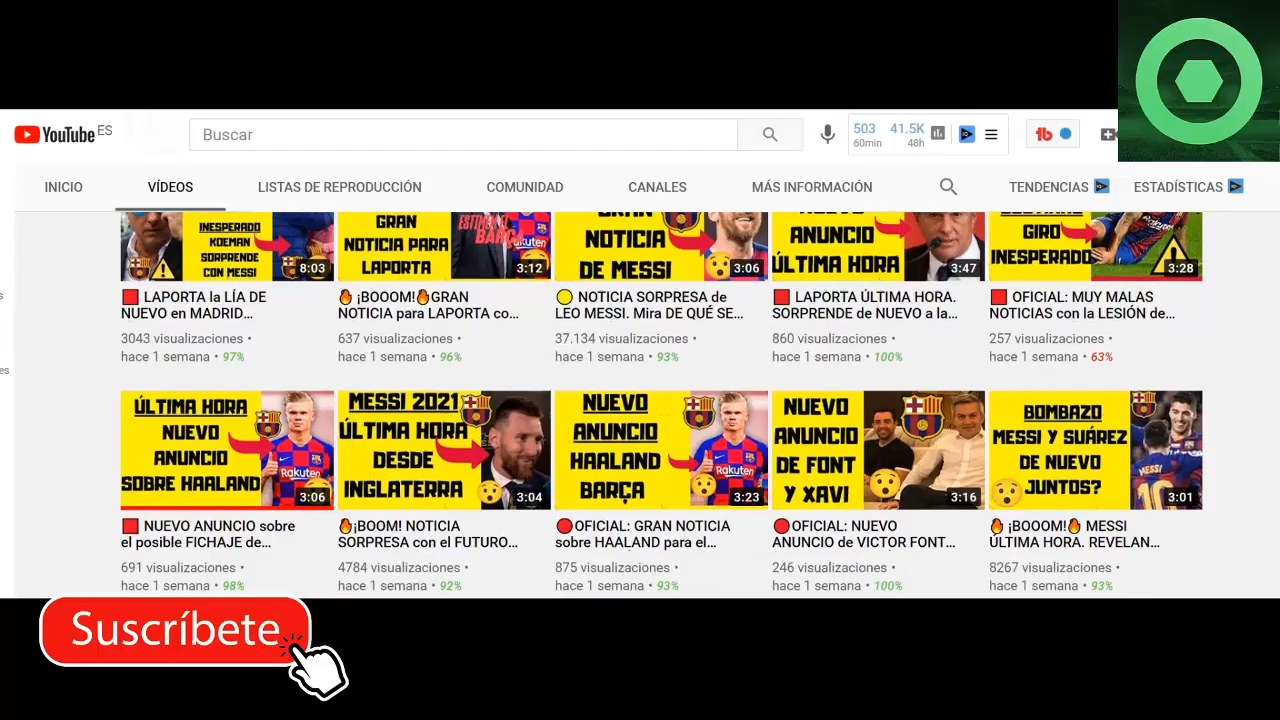 YouTube ES
Buscar
503
60min
41.5K
48h
INICIO
VÍDEOS
LISTAS DE REPRODUCCIÓN
COMUNIDAD
CANALES
MÁS INFORMACIÓN
TENDENCIAS
ESTADÍSTICAS
INESPERADO
KOEMAN
SORPRENDE
CON MESSI
8:03
🟥 LAPORTA la LÍA DE
NUEVO en MADRID…
3043 visualizaciones •
hace 1 semana • 97%
GRAN
NOTICIA PARA
LAPORTA
3:12
🔥 ¡BOOOM!🔥GRAN
NOTICIA para LAPORTA co…
637 visualizaciones •
hace 1 semana • 96%
GRAN
NOTICIA
DE MESSI
3:06
🟡 NOTICIA SORPRESA de
LEO MESSI. Mira DE QUÉ SE…
37.134 visualizaciones •
hace 1 semana • 93%
ANUNCIO
ÚLTIMA HORA
3:47
🟥 LAPORTA ÚLTIMA HORA.
SORPRENDE de NUEVO a la…
860 visualizaciones •
hace 1 semana • 100%
GIRO
INESPERADO
3:28
🟥 OFICIAL: MUY MALAS
NOTICIAS con la LESIÓN de…
257 visualizaciones •
hace 1 semana • 63%
ÚLTIMA HORA
NUEVO
ANUNCIO
SOBRE HAALAND
Rakuten
3:06
🟥 NUEVO ANUNCIO sobre
el posible FICHAJE de…
691 visualizaciones •
hace 1 semana • 98%
MESSI 2021
ÚLTIMA HORA
DESDE
INGLATERRA
3:04
🔥¡BOOM! NOTICIA
SORPRESA con el FUTURO…
4784 visualizaciones •
hace 1 semana • 92%
NUEVO
ANUNCIO
HAALAND
BARÇA
Rakuten
3:23
🔴OFICIAL: GRAN NOTICIA
sobre HAALAND para el…
875 visualizaciones •
hace 1 semana • 93%
NUEVO
ANUNCIO
DE FONT
Y XAVI
3:16
🔴OFICIAL: NUEVO
ANUNCIO de VICTOR FONT…
246 visualizaciones •
hace 1 semana • 100%
BOMBAZO
MESSI Y SUÁREZ
DE NUEVO
JUNTOS?
MESSI
10
3:01
🔥 ¡BOOOM!🔥 MESSI
ÚLTIMA HORA. REVELAN…
8267 visualizaciones •
hace 1 semana • 93%
Suscríbete